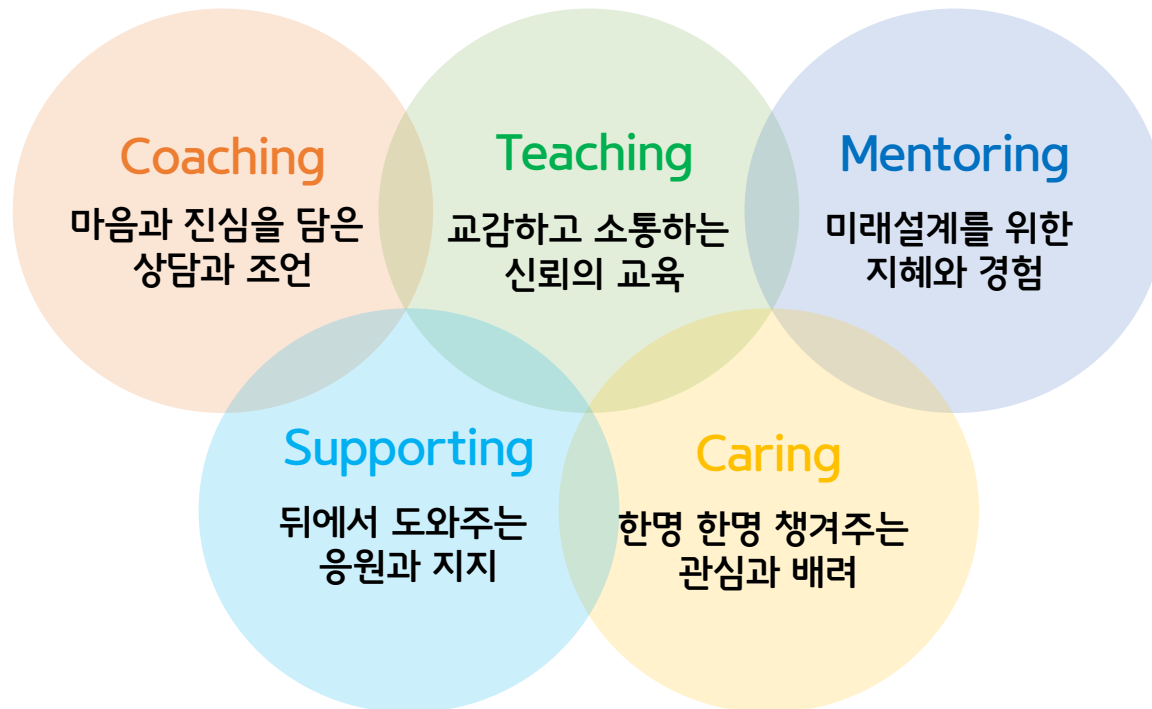 Coaching
마음과 진심을 담은
상담과 조언
Teaching
교감하고 소통하는
신뢰의 교육
Mentoring
미래설계를 위한
지혜와 경험
Supporting
뒤에서 도와주는
응원과 지지
Caring
한명 한명 챙겨주는
관심과 배려